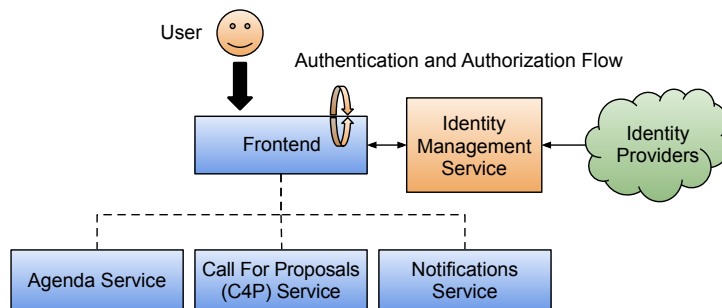 User
Authentication and Authorization Flow
Frontend
Identity
Management
Service
Identity
Providers
Agenda Service
Call For Proposals
(C4P) Service
Notifications
Service